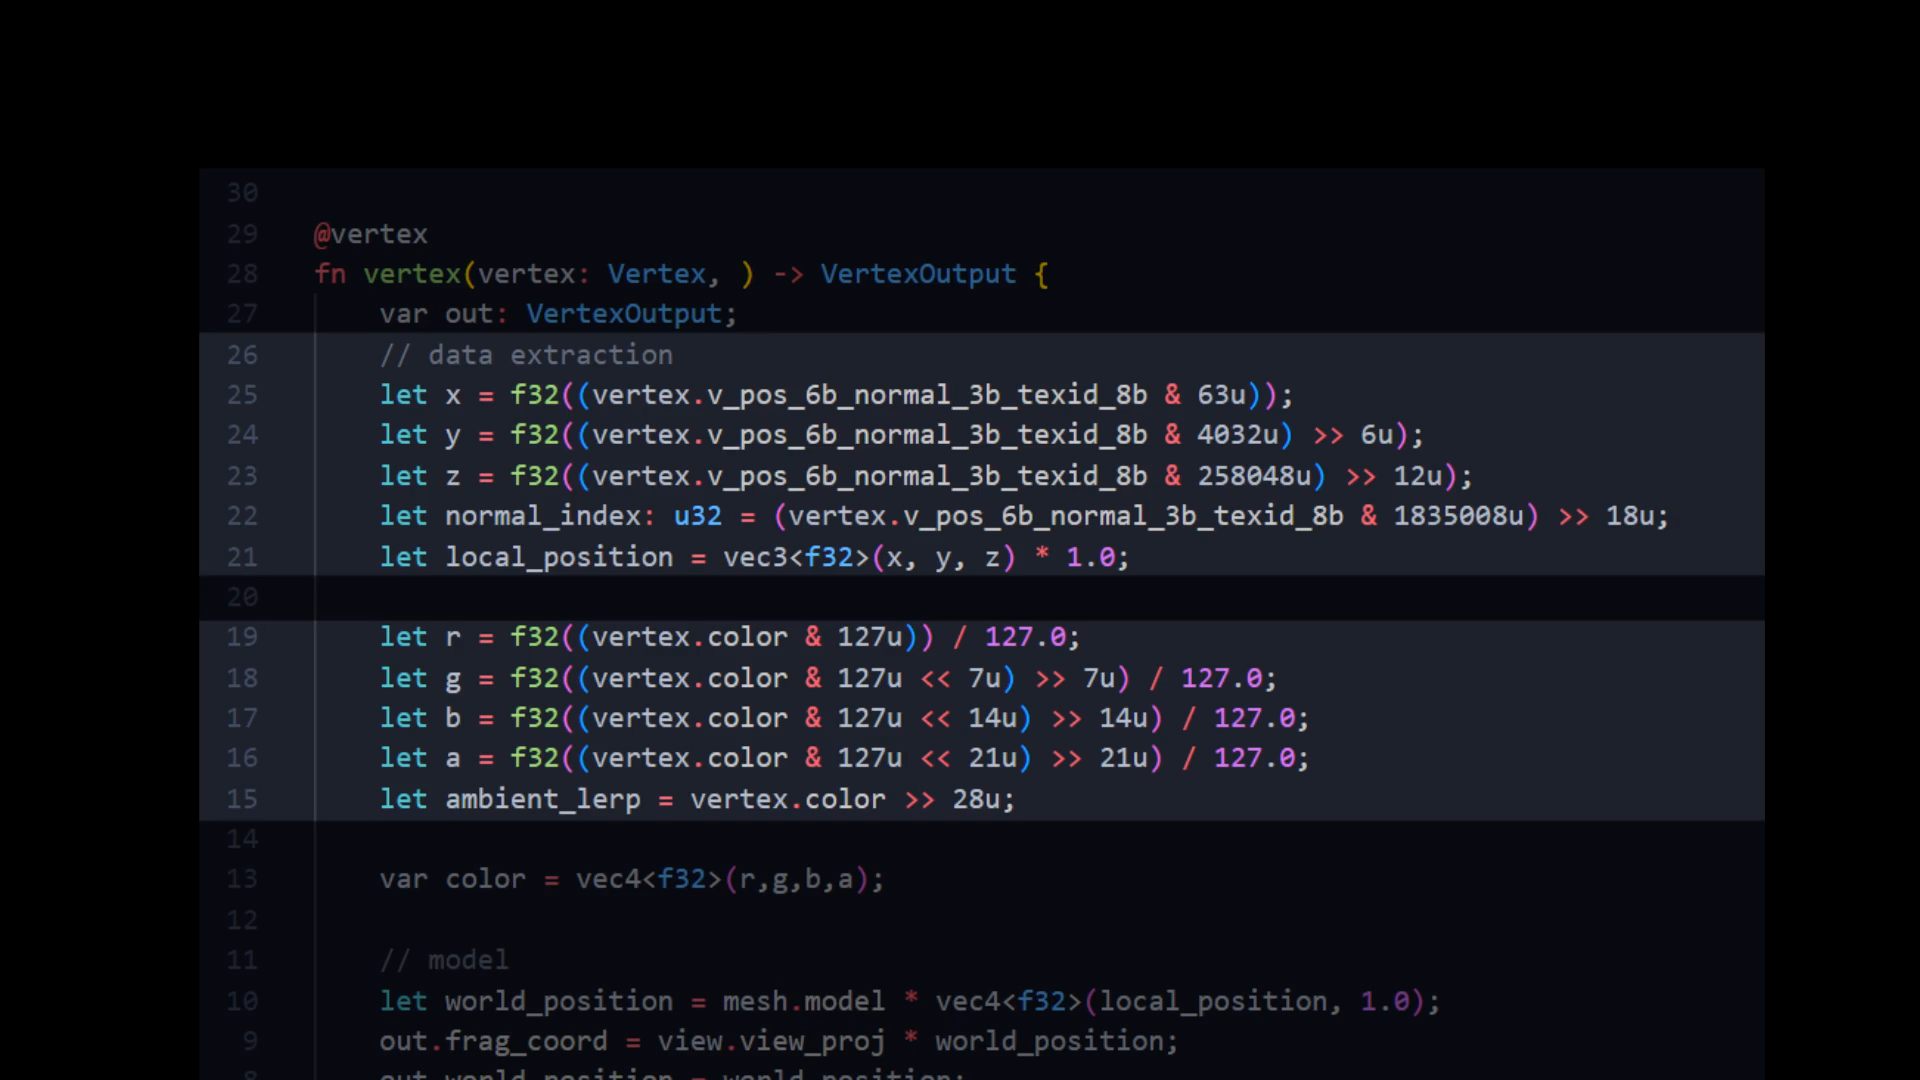 30
29 @vertex
28 fn vertex(vertex: Vertex, ) -> VertexOutput {
27 var out: VertexOutput;
26 // data extraction
25 let x = f32((vertex.v_pos_6b_normal_3b_texid_8b & 63u));
24 let y = f32((vertex.v_pos_6b_normal_3b_texid_8b & 4032u) >> 6u);
23 let z = f32((vertex.v_pos_6b_normal_3b_texid_8b & 258048u) >> 12u);
22 let normal_index: u32 = (vertex.v_pos_6b_normal_3b_texid_8b & 1835008u) >> 18u;
21 let local_position = vec3<f32>(x, y, z) * 1.0;
20
19 let r = f32((vertex.color & 127u)) / 127.0;
18 let g = f32((vertex.color & 127u << 7u) >> 7u) / 127.0;
17 let b = f32((vertex.color & 127u << 14u) >> 14u) / 127.0;
16 let a = f32((vertex.color & 127u << 21u) >> 21u) / 127.0;
15 let ambient_lerp = vertex.color >> 28u;
14
13 var color = vec4<f32>(r,g,b,a);
12
11 // model
10 let world_position = mesh.model * vec4<f32>(local_position, 1.0);
9 out.frag_coord = view.view_proj * world_position;
8 out.world_position = world_position;